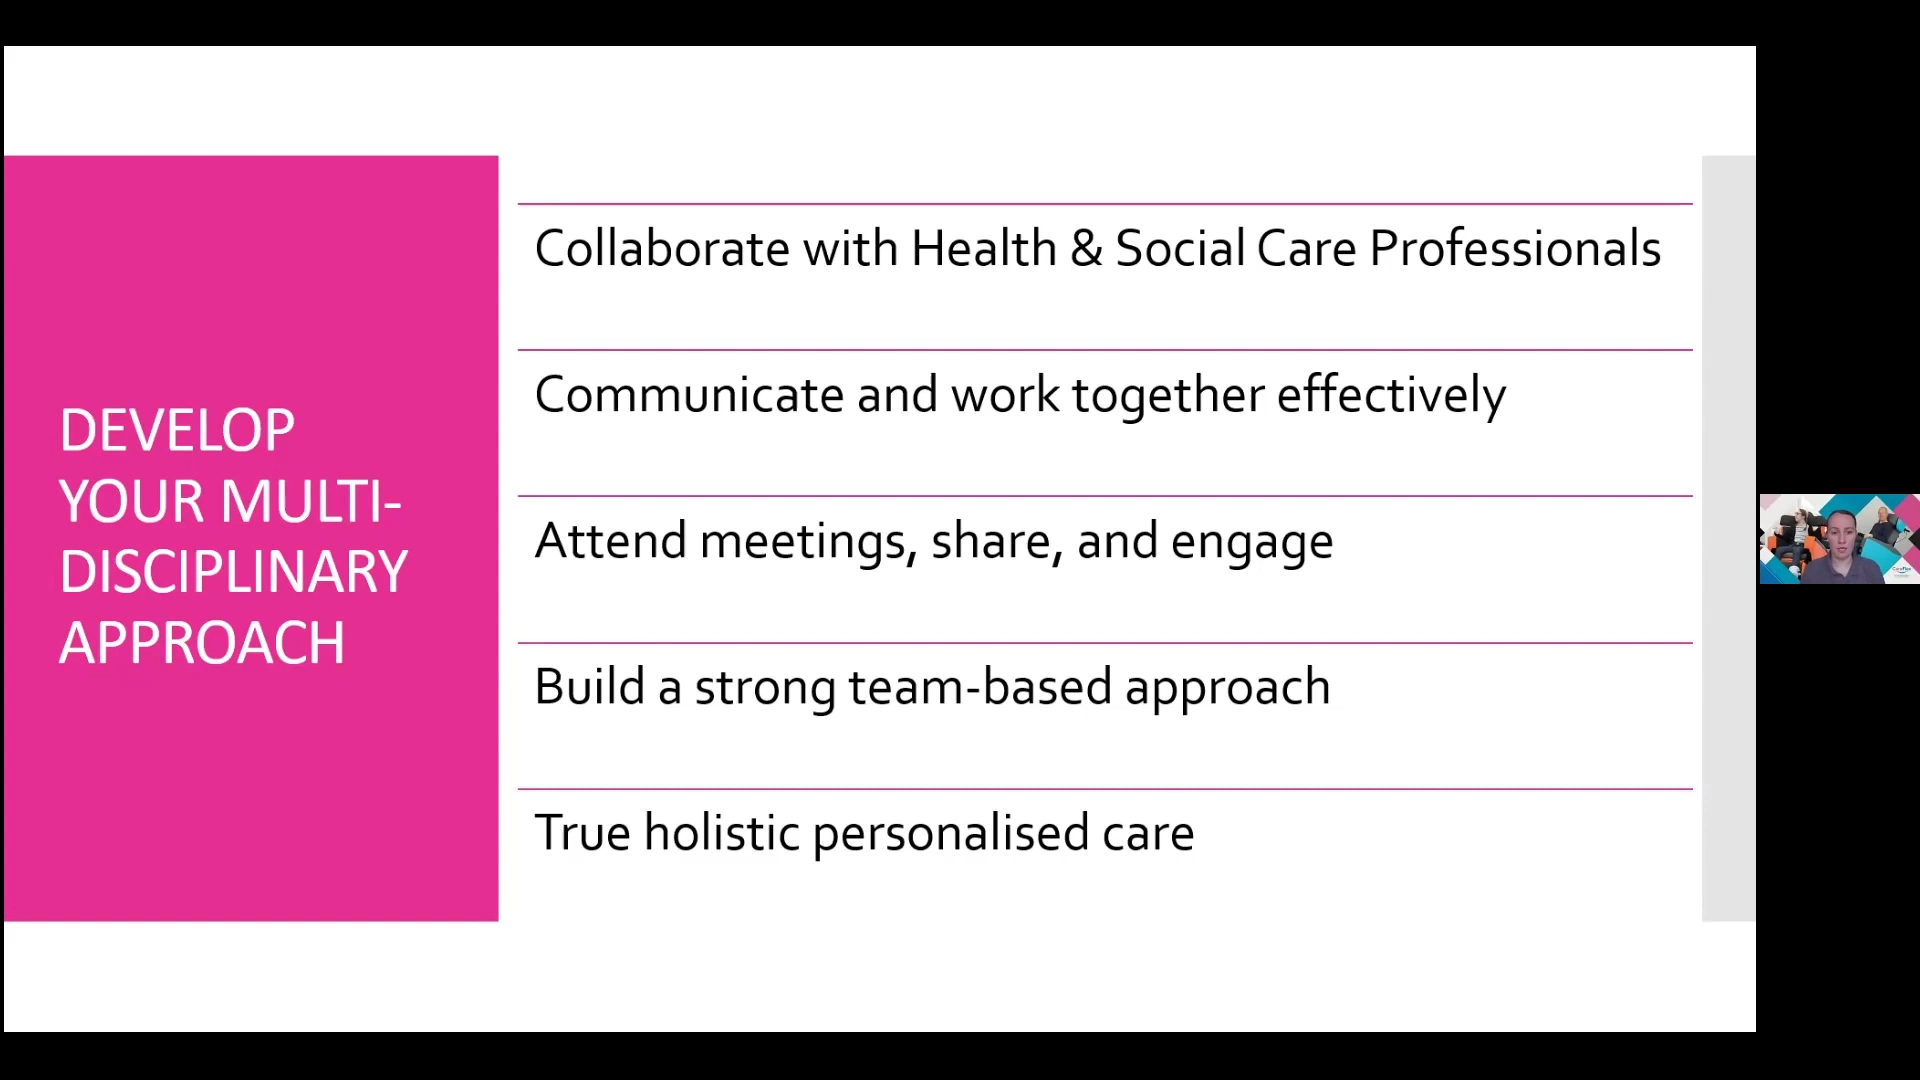 DEVELOP
YOUR MULTI-
DISCIPLINARY
APPROACH
Collaborate with Health & Social Care Professionals
Communicate and work together effectively
Attend meetings, share, and engage
Build a strong team-based approach
True holistic personalised care